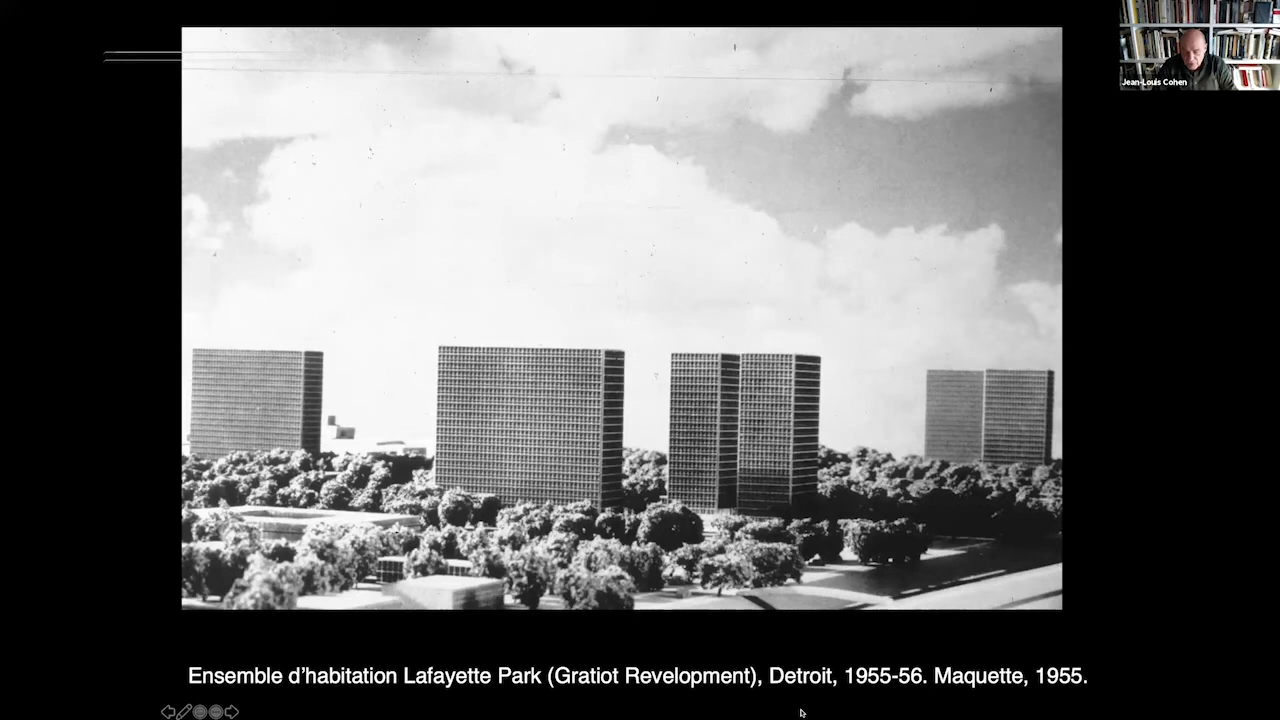 Jean-Louis Cohen
Ensemble d’habitation Lafayette Park (Gratiot Revelopment), Detroit, 1955-56. Maquette, 1955.